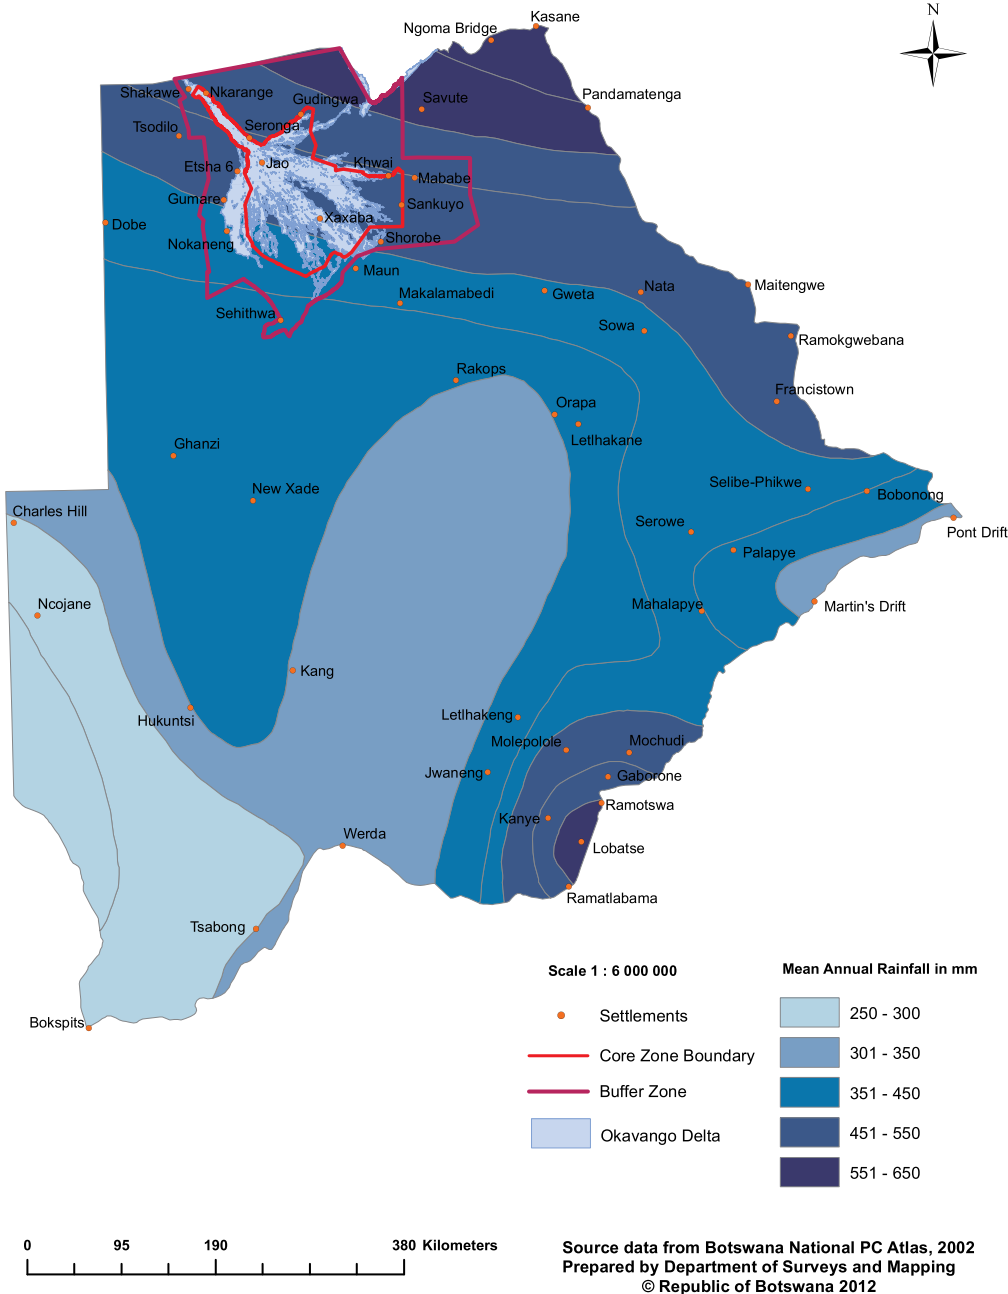 N
Kasane
Ngoma Bridge
Shakawe
Nkarange
Gudingwa
Savute
Pandamatenga
Tsodilo
Seronga
Etsha 6
Jao
Khwai
Mababe
Gumare
Sankuyo
Dobe
Xaxaba
Nokaneng
Shorobe
Maun
Makalamabedi
Gweta
Nata
Maitengwe
Sehithwa
Sowa
Ramokgwebana
Rakops
Francistown
Orapa
Letlhakane
Ghanzi
New Xade
Selibe-Phikwe
Bobonong
Charles Hill
Serowe
Pont Drift
Palapye
Ncojane
Mahalapye
Martin's Drift
Kang
Hukuntsi
Letlhakeng
Molepolole
Mochudi
Jwaneng
Gaborone
Ramotswa
Kanye
Werda
Lobatse
Ramatlabama
Tsabong
Bokspits
Scale 1 : 6 000 000
Settlements
Core Zone Boundary
Buffer Zone
Okavango Delta
Mean Annual Rainfall in mm
250 - 300
301 - 350
351 - 450
451 - 550
551 - 650
0 95 190 380 Kilometers
Source data from Botswana National PC Atlas, 2002
Prepared by Department of Surveys and Mapping
© Republic of Botswana 2012